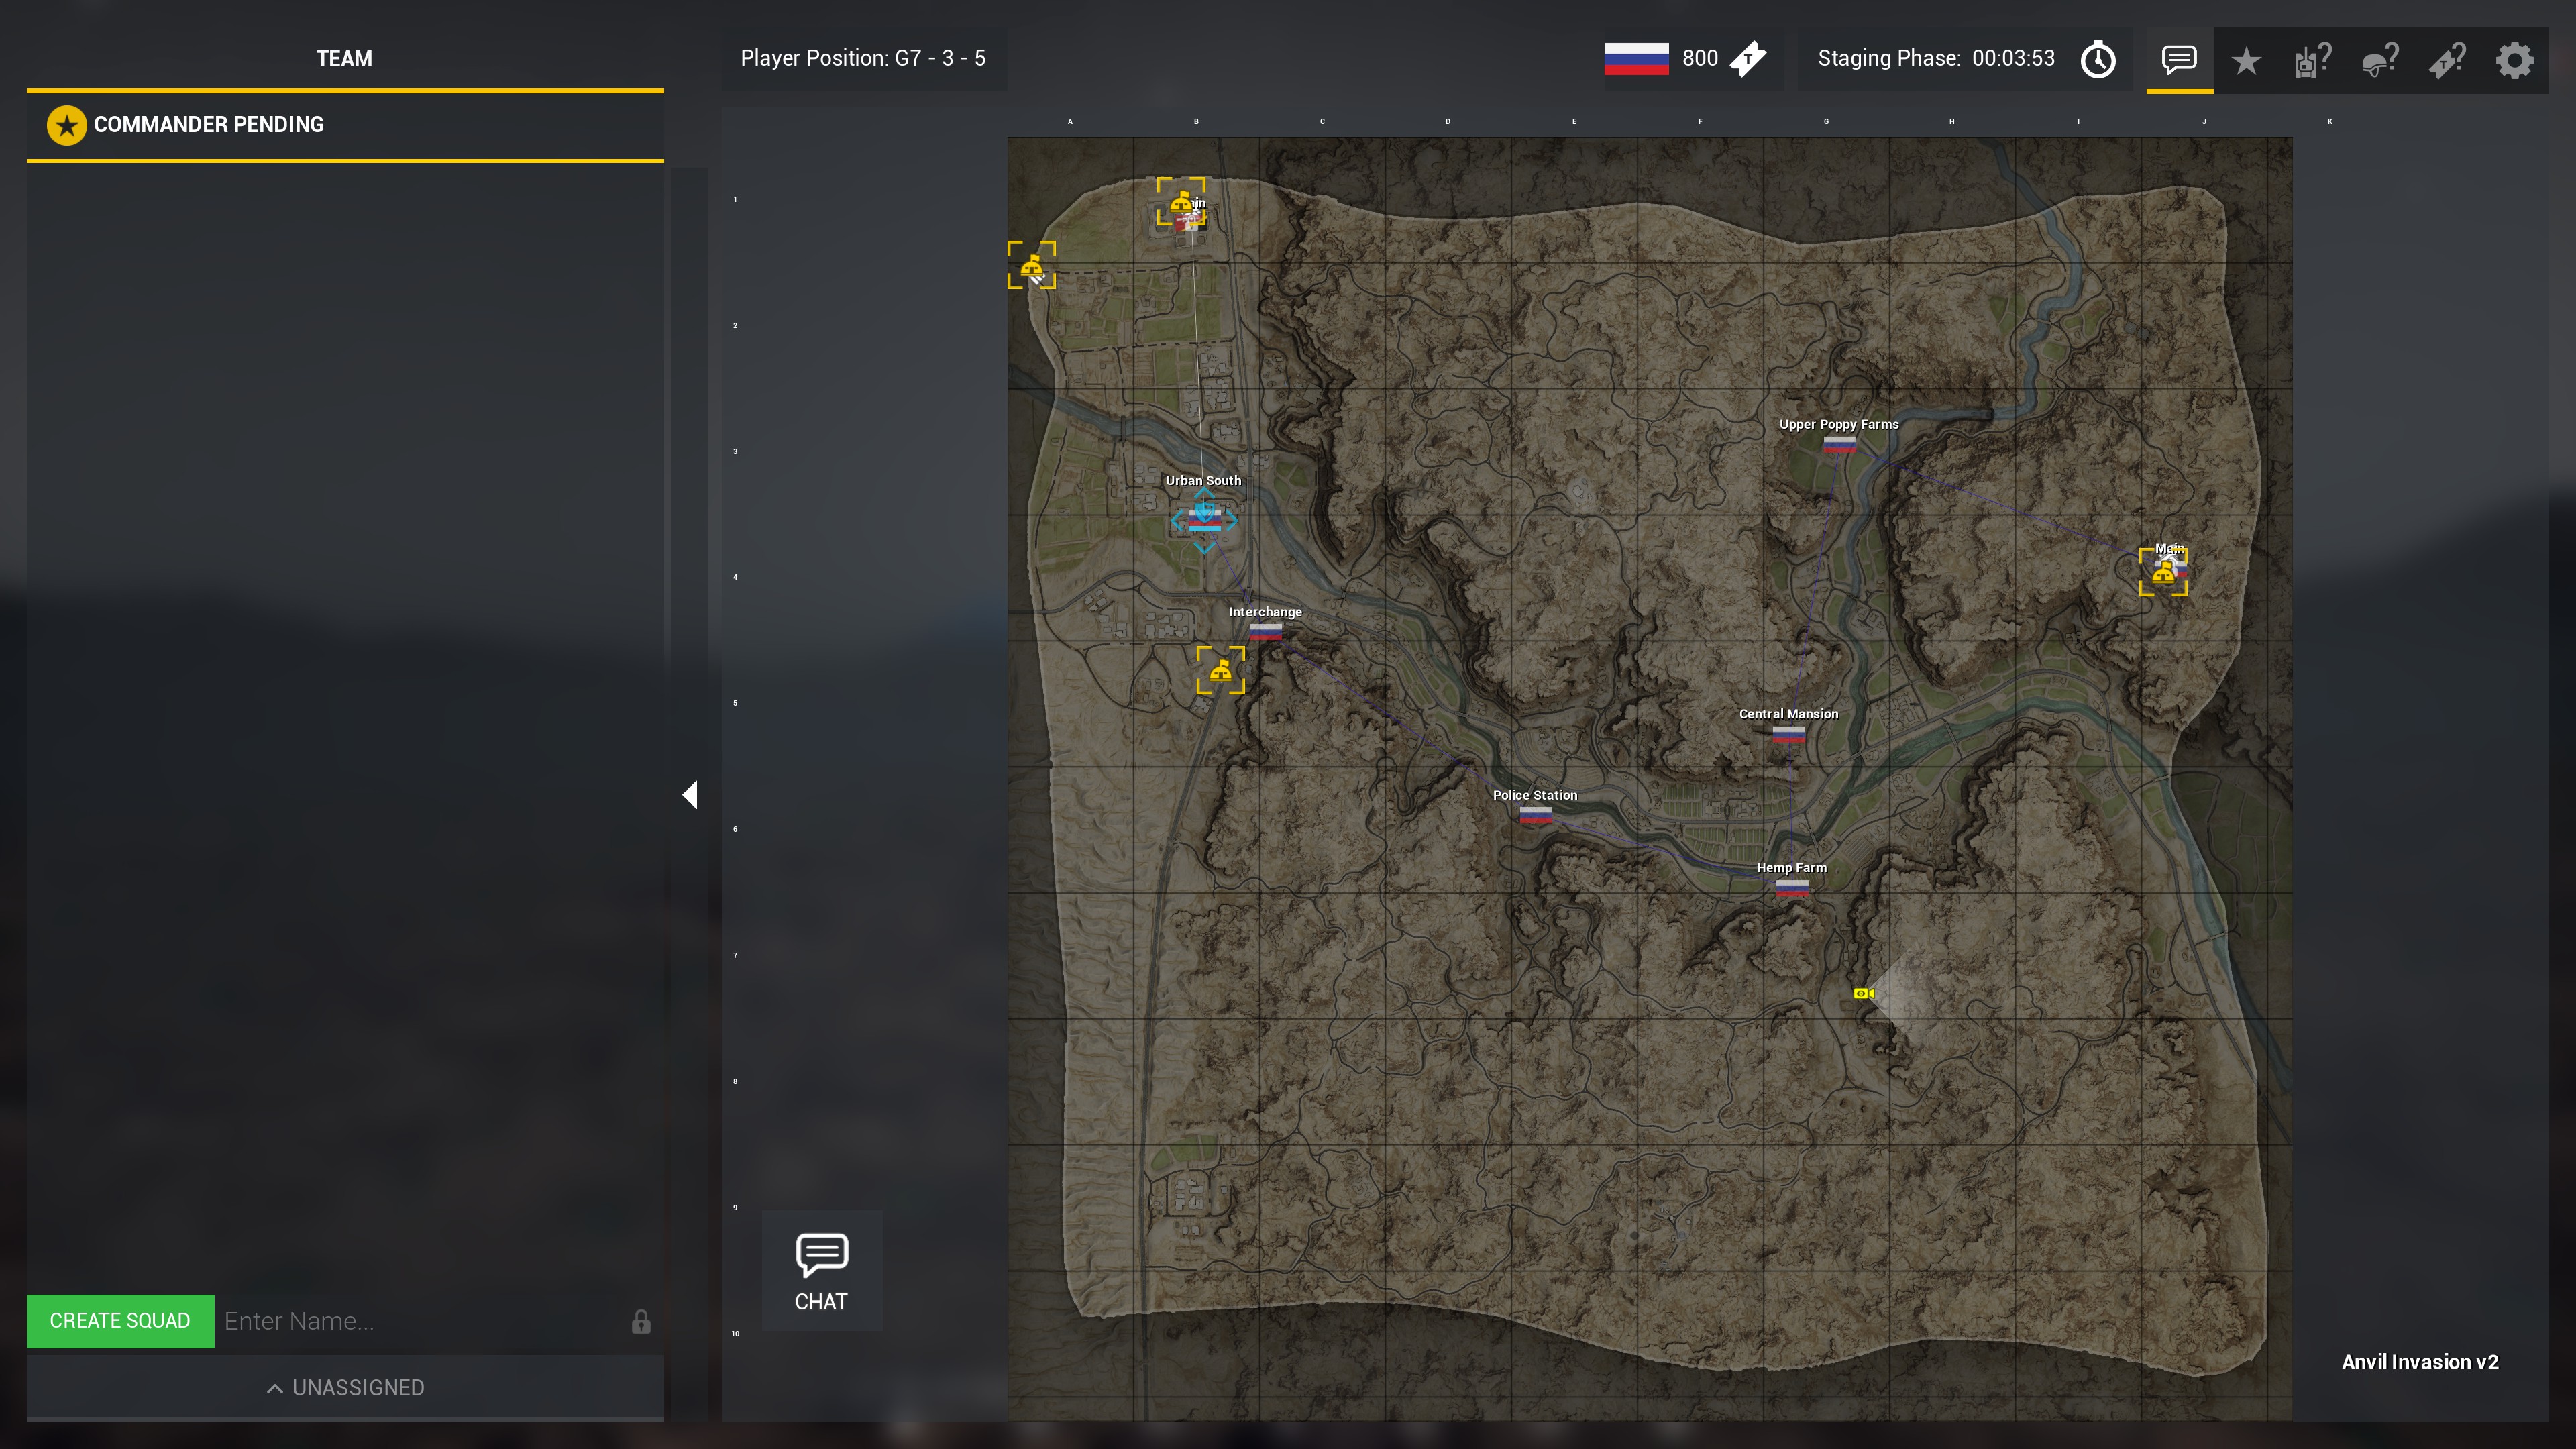 TEAM
Player Position: G7 - 3 - 5
800
T
Staging Phase: 00:03:53
? ? T?
COMMANDER PENDING
A B C D E F G H I J K
1
2
3
4
5
6
7
8
9
10
Upper Poppy Farms
Urban South
Main
Interchange
Central Mansion
Police Station
Hemp Farm
CHAT
CREATE SQUAD Enter Name...
Anvil Invasion v2
UNASSIGNED